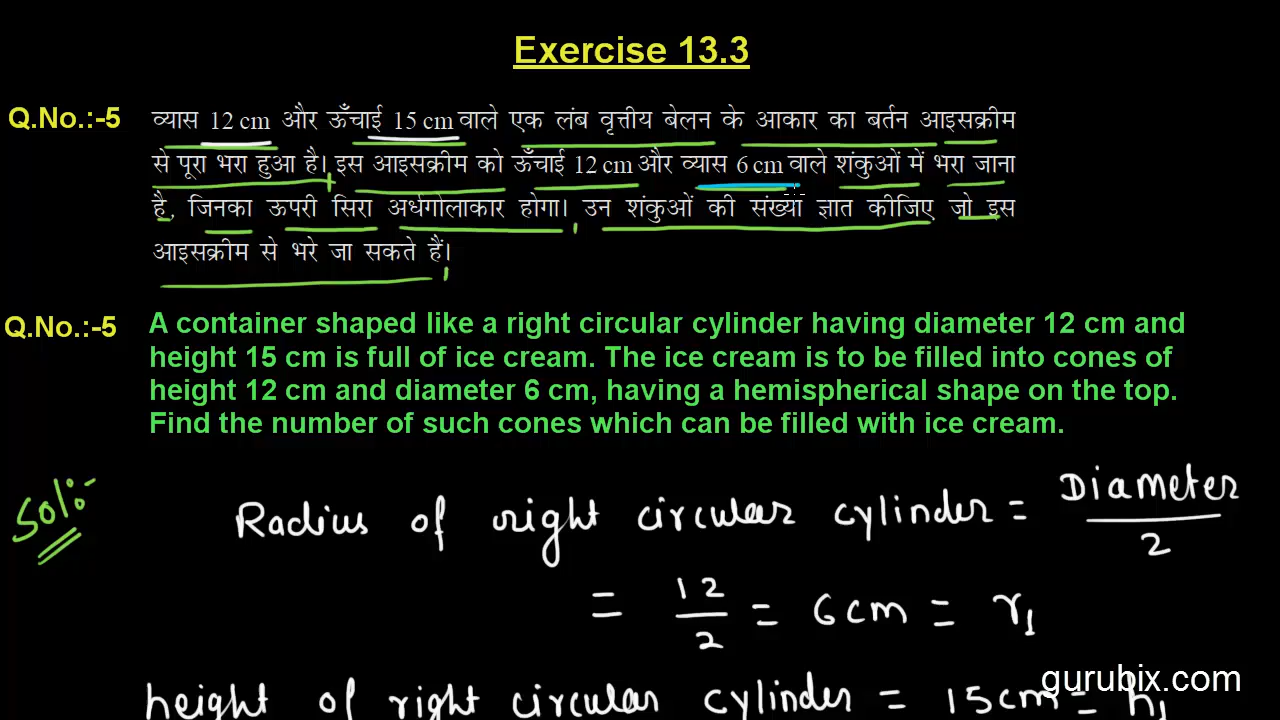 Exercise 13.3
Q.No.:-5 व्यास 12 cm और ऊँचाई 15 cm वाले एक लंब वृत्तीय बेलन के आकार का बर्तन आइसक्रीम
से पूरा भरा हुआ है। इस आइसक्रीम को ऊँचाई 12 cm और व्यास 6 cm वाले शंकुओं में भरा जाना
है, जिनका ऊपरी सिरा अर्धगोलाकार होगा। उन शंकुओं की संख्या ज्ञात कीजिए जो इस
आइसक्रीम से भरे जा सकते हैं।
Q.No.:-5 A container shaped like a right circular cylinder having diameter 12 cm and
height 15 cm is full of ice cream. The ice cream is to be filled into cones of
height 12 cm and diameter 6 cm, having a hemispherical shape on the top.
Find the number of such cones which can be filled with ice cream.
Sol:- Radius of right circular cylinder = Diameter/2
= 12/2 = 6cm = r₁
height of right circular cylinder = 15cm = h₁
gurubix.com